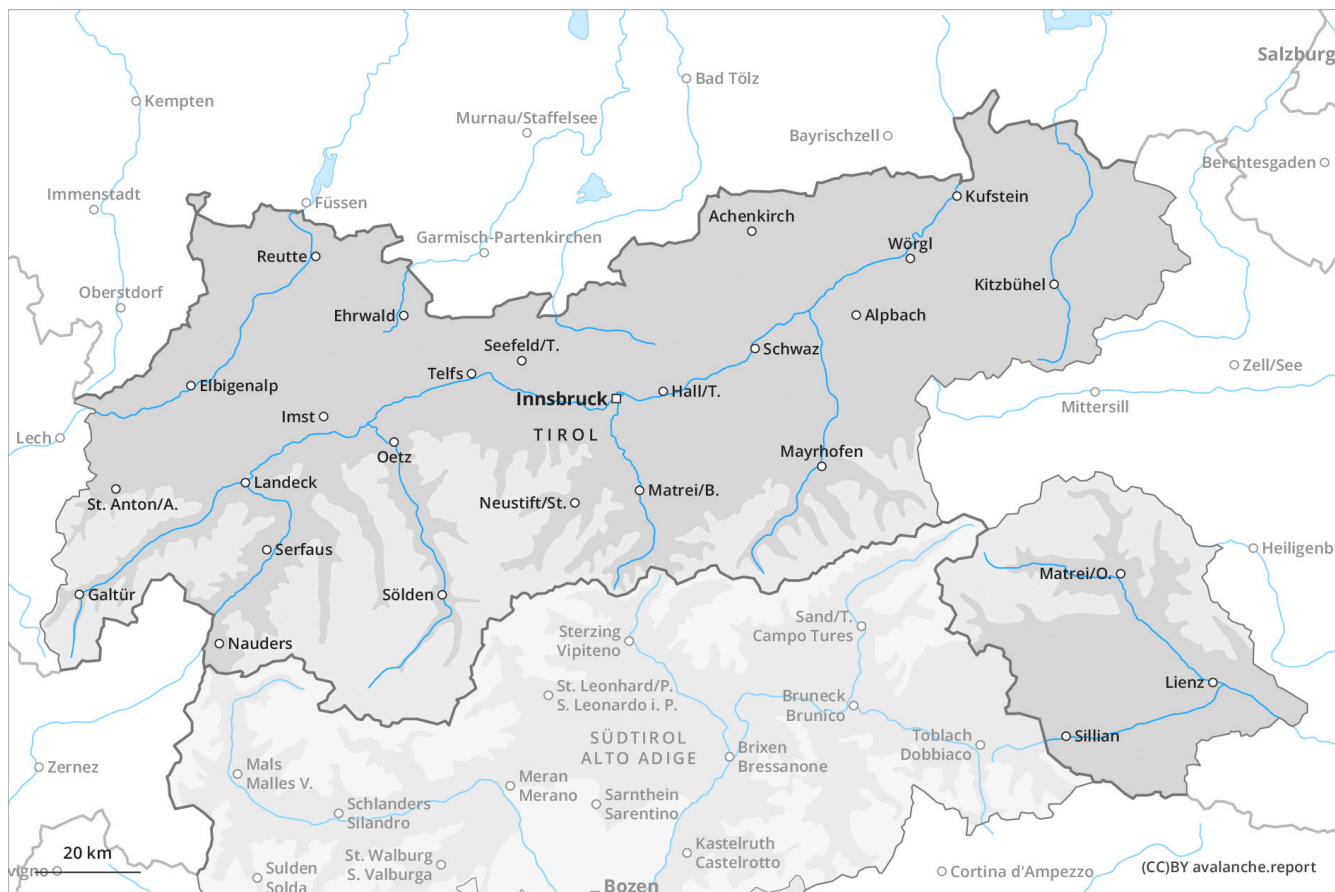 Salzburg
Kempten
Bad Tölz
Murnau/Staffelsee
Bayrischzell
Berchtesgaden
Immenstadt
Füssen
Kufstein
Achenkirch
Garmisch-Partenkirchen
Wörgl
Reutte
Oberstdorf
Kitzbühel
Ehrwald
Alpbach
Seefeld/T.
Schwaz
Zell/See
Telfs
Elbigenalp
Innsbruck
Hall/T.
Mittersill
Imst
TIROL
Lech
Oetz
Mayrhofen
Landeck
St. Anton/A.
Neustift/St.
Matrei/B.
Serfaus
Heiligenb
Matrei/O.
Galtür
Sölden
Sand/T.
Campo Tures
Sterzing
Vipiteno
Nauders
St. Leonhard/P.
S. Leonardo i. P.
Lienz
Bruneck
Brunico
SÜDTIROL
ALTO ADIGE
Toblach
Dobbiaco
Sillian
Brixen
Bressanone
Zernez
Mals
Malles V.
Meran
Merano
Sarnthein
Sarentino
Schlanders
Silandro
20 km
Kastelruth
Castelrotto
St. Walburg
S. Valburga
vigno
Sulden
Solda
Cortina d'Ampezzo
(CC)BY avalanche.report
Bozen